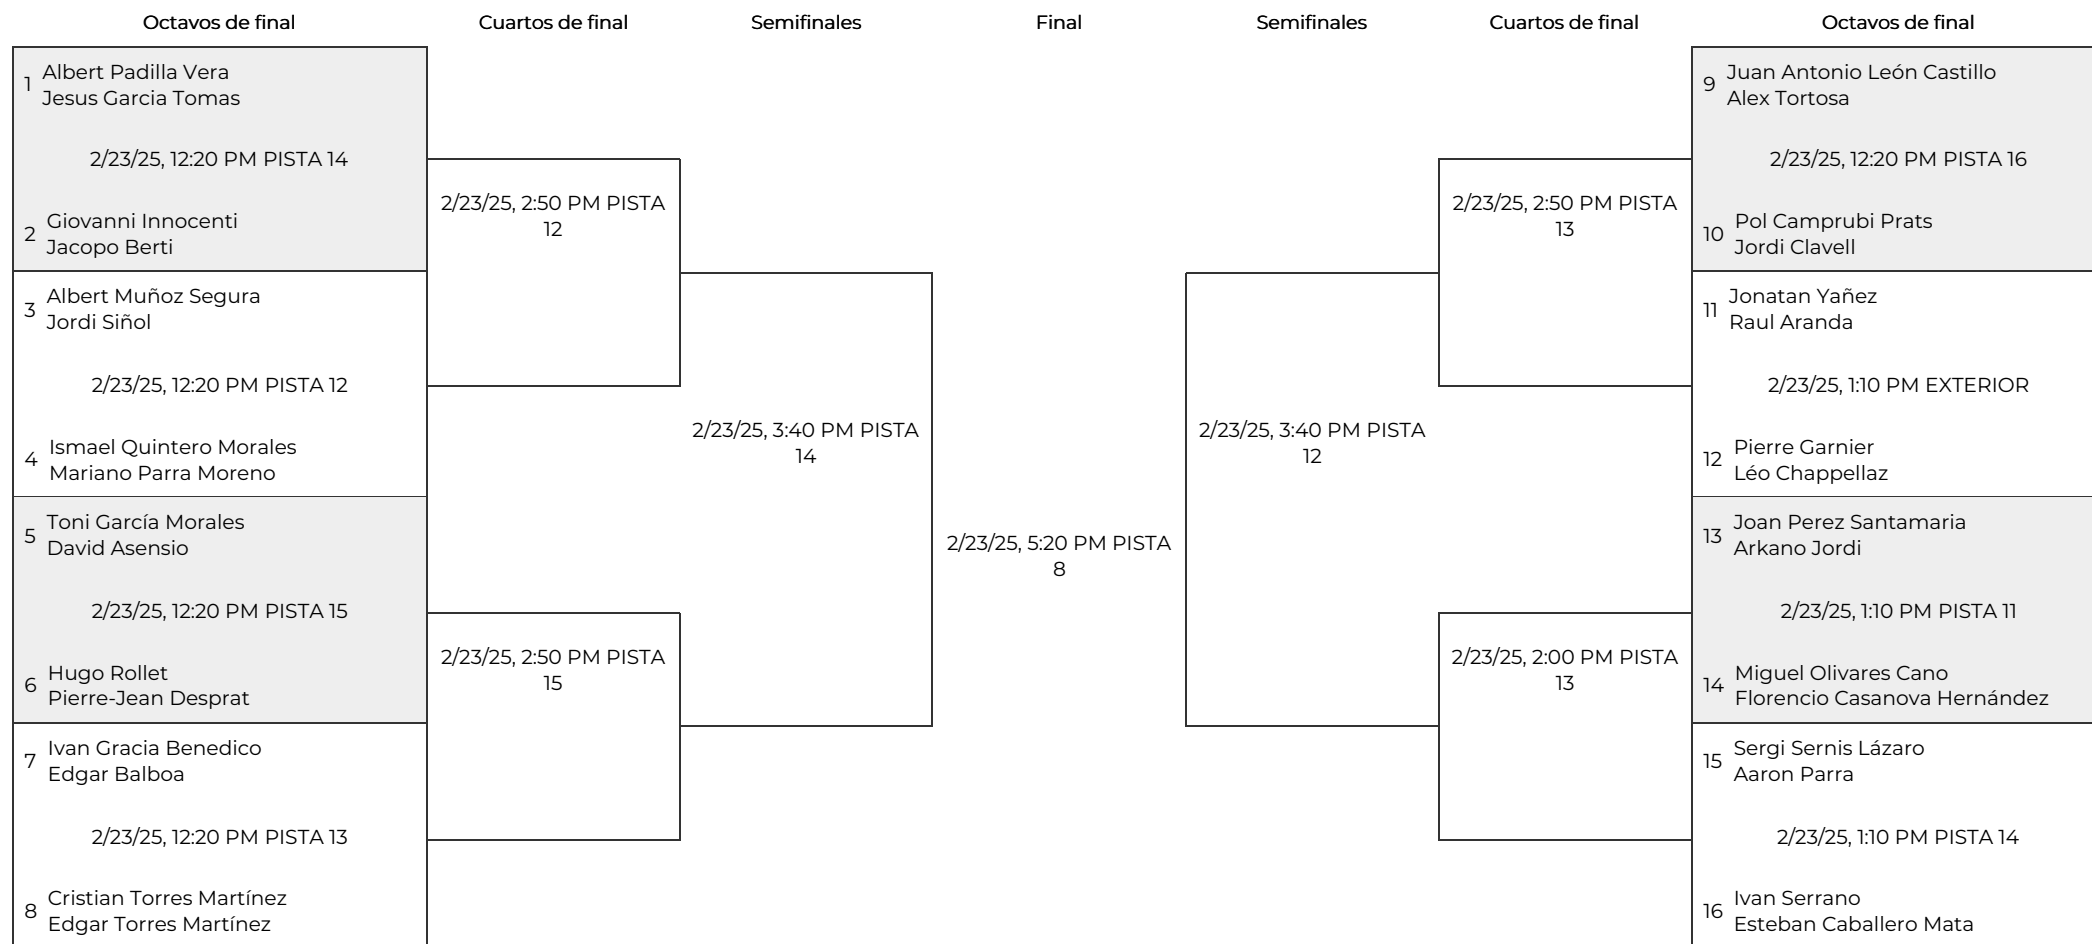 Octavos de final
Cuartos de final
Semifinales
Final
Semifinales
Cuartos de final
Octavos de final
1
Albert Padilla Vera
Jesus Garcia Tomas
2/23/25, 12:20 PM PISTA 14
2
Giovanni Innocenti
Jacopo Berti
3
Albert Muñoz Segura
Jordi Siñol
2/23/25, 12:20 PM PISTA 12
4
Ismael Quintero Morales
Mariano Parra Moreno
5
Toni García Morales
David Asensio
2/23/25, 12:20 PM PISTA 15
6
Hugo Rollet
Pierre-Jean Desprat
7
Ivan Gracia Benedico
Edgar Balboa
2/23/25, 12:20 PM PISTA 13
8
Cristian Torres Martínez
Edgar Torres Martínez
2/23/25, 2:50 PM PISTA
12
2/23/25, 2:50 PM PISTA
15
2/23/25, 3:40 PM PISTA
14
2/23/25, 5:20 PM PISTA
8
2/23/25, 3:40 PM PISTA
12
2/23/25, 2:50 PM PISTA
13
2/23/25, 2:00 PM PISTA
13
9
Juan Antonio León Castillo
Alex Tortosa
2/23/25, 12:20 PM PISTA 16
10
Pol Camprubi Prats
Jordi Clavell
11
Jonatan Yañez
Raul Aranda
2/23/25, 1:10 PM EXTERIOR
12
Pierre Garnier
Léo Chappellaz
13
Joan Perez Santamaria
Arkano Jordi
2/23/25, 1:10 PM PISTA 11
14
Miguel Olivares Cano
Florencio Casanova Hernández
15
Sergi Sernis Lázaro
Aaron Parra
2/23/25, 1:10 PM PISTA 14
16
Ivan Serrano
Esteban Caballero Mata